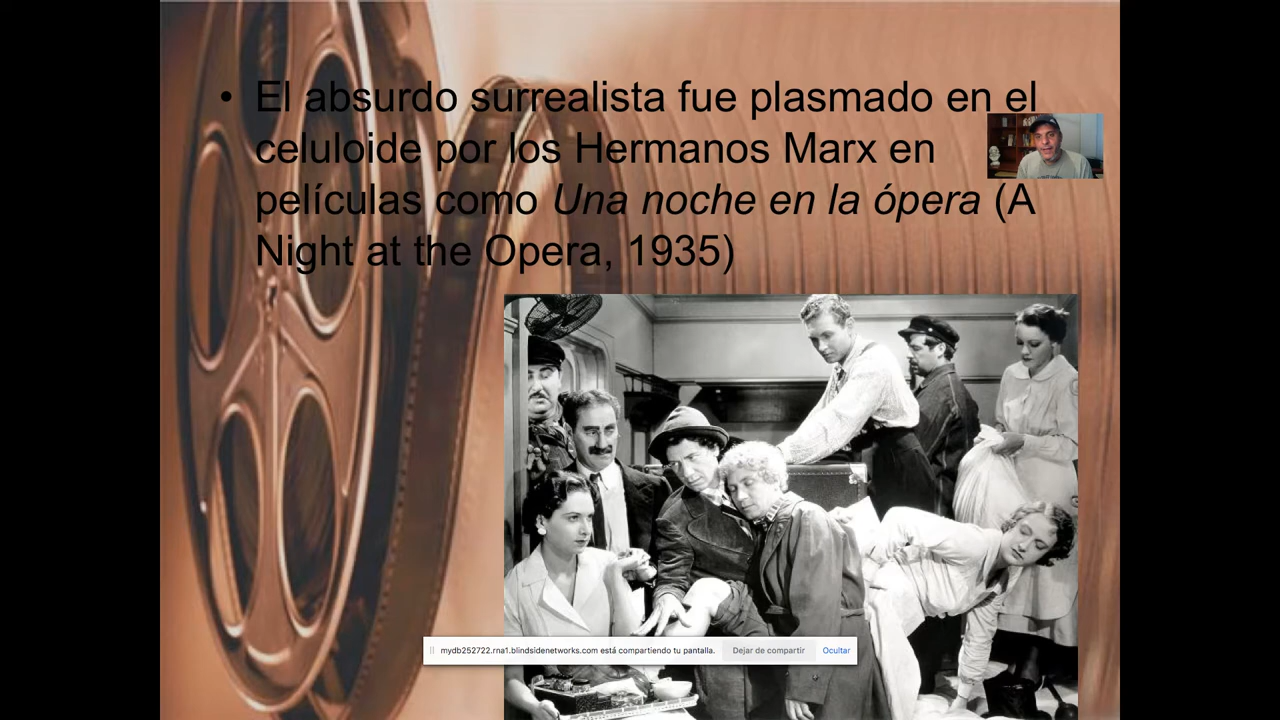 • El absurdo surrealista fue plasmado en el
celuloide por los Hermanos Marx en
películas como Una noche en la ópera (A
Night at the Opera, 1935)
mydb252722.rna1.blindsidenetworks.com está compartiendo tu pantalla. Dejar de compartir Ocultar